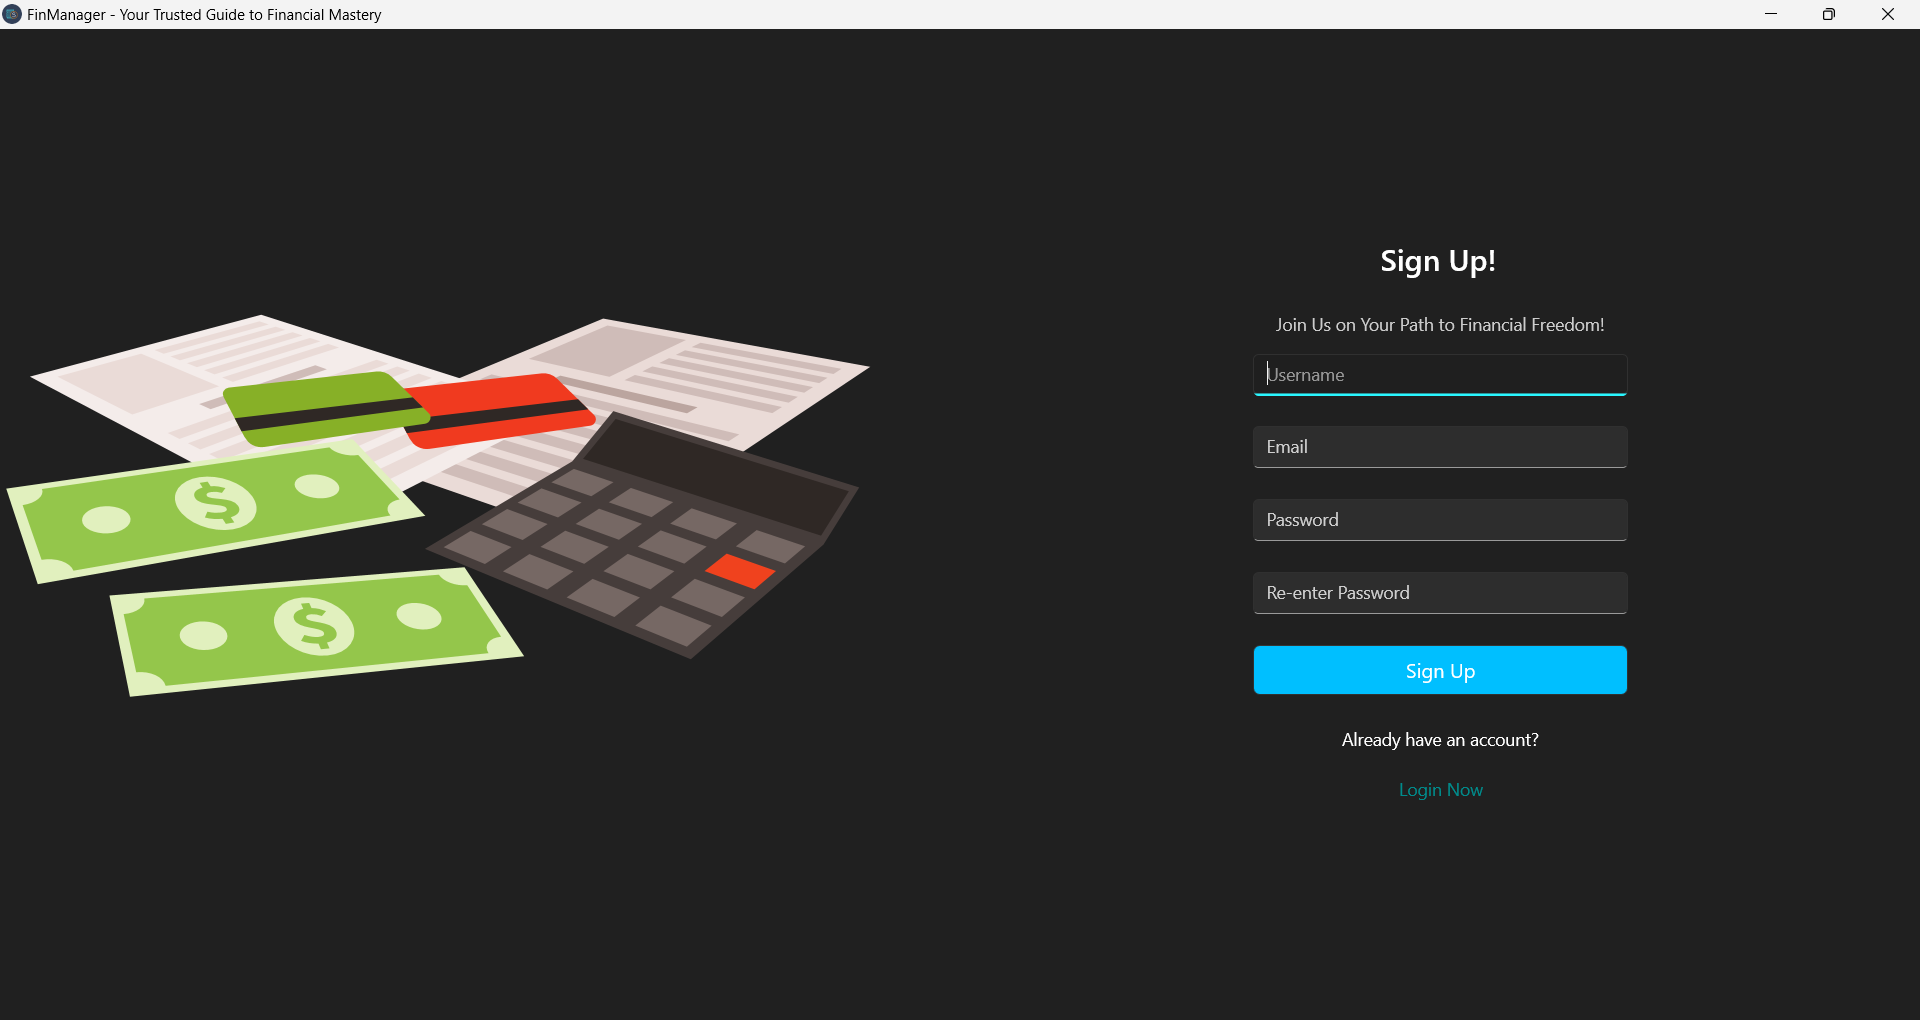 FinManager - Your Trusted Guide to Financial Mastery
Sign Up!
Join Us on Your Path to Financial Freedom!
Username
Email
Password
Re-enter Password
Sign Up
Already have an account?
Login Now
$
$